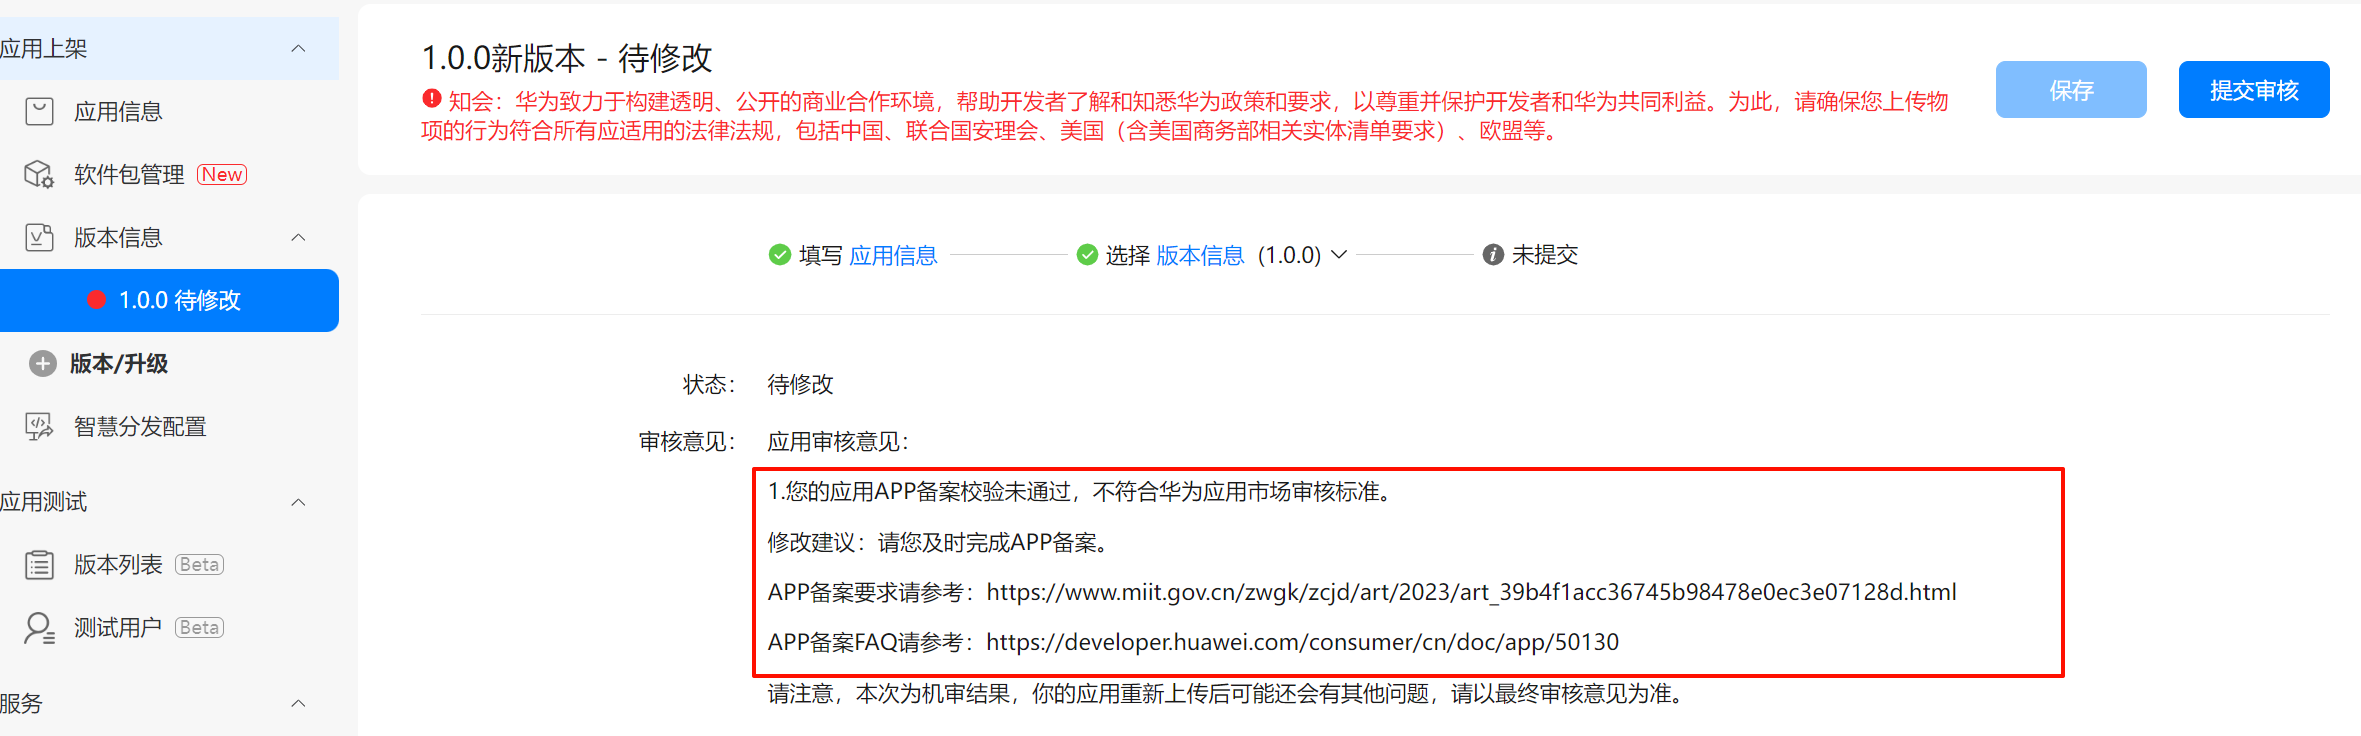 应用上架
应用信息
软件包管理 New
版本信息
1.0.0 待修改
版本/升级
智慧分发配置
应用测试
版本列表 Beta
测试用户 Beta
服务
1.0.0新版本 - 待修改
知会：华为致力于构建透明、公开的商业合作环境，帮助开发者了解和知悉华为政策和要求，以尊重并保护开发者和华为共同利益。为此，请确保您上传物
项的行为符合所有应适用的法律法规，包括中国、联合国安理会、美国（含美国商务部相关实体清单要求）、欧盟等。
保存
提交审核
填写 应用信息
选择 版本信息 (1.0.0)
未提交
状态： 待修改
审核意见： 应用审核意见：
1.您的应用APP备案校验未通过，不符合华为应用市场审核标准。
修改建议：请您及时完成APP备案。
APP备案要求请参考：https://www.miit.gov.cn/zwgk/zcjd/art/2023/art_39b4f1acc36745b98478e0ec3e07128d.html
APP备案FAQ请参考：https://developer.huawei.com/consumer/cn/doc/app/50130
请注意，本次为机审结果，你的应用重新上传后可能还会有其他问题，请以最终审核意见为准。